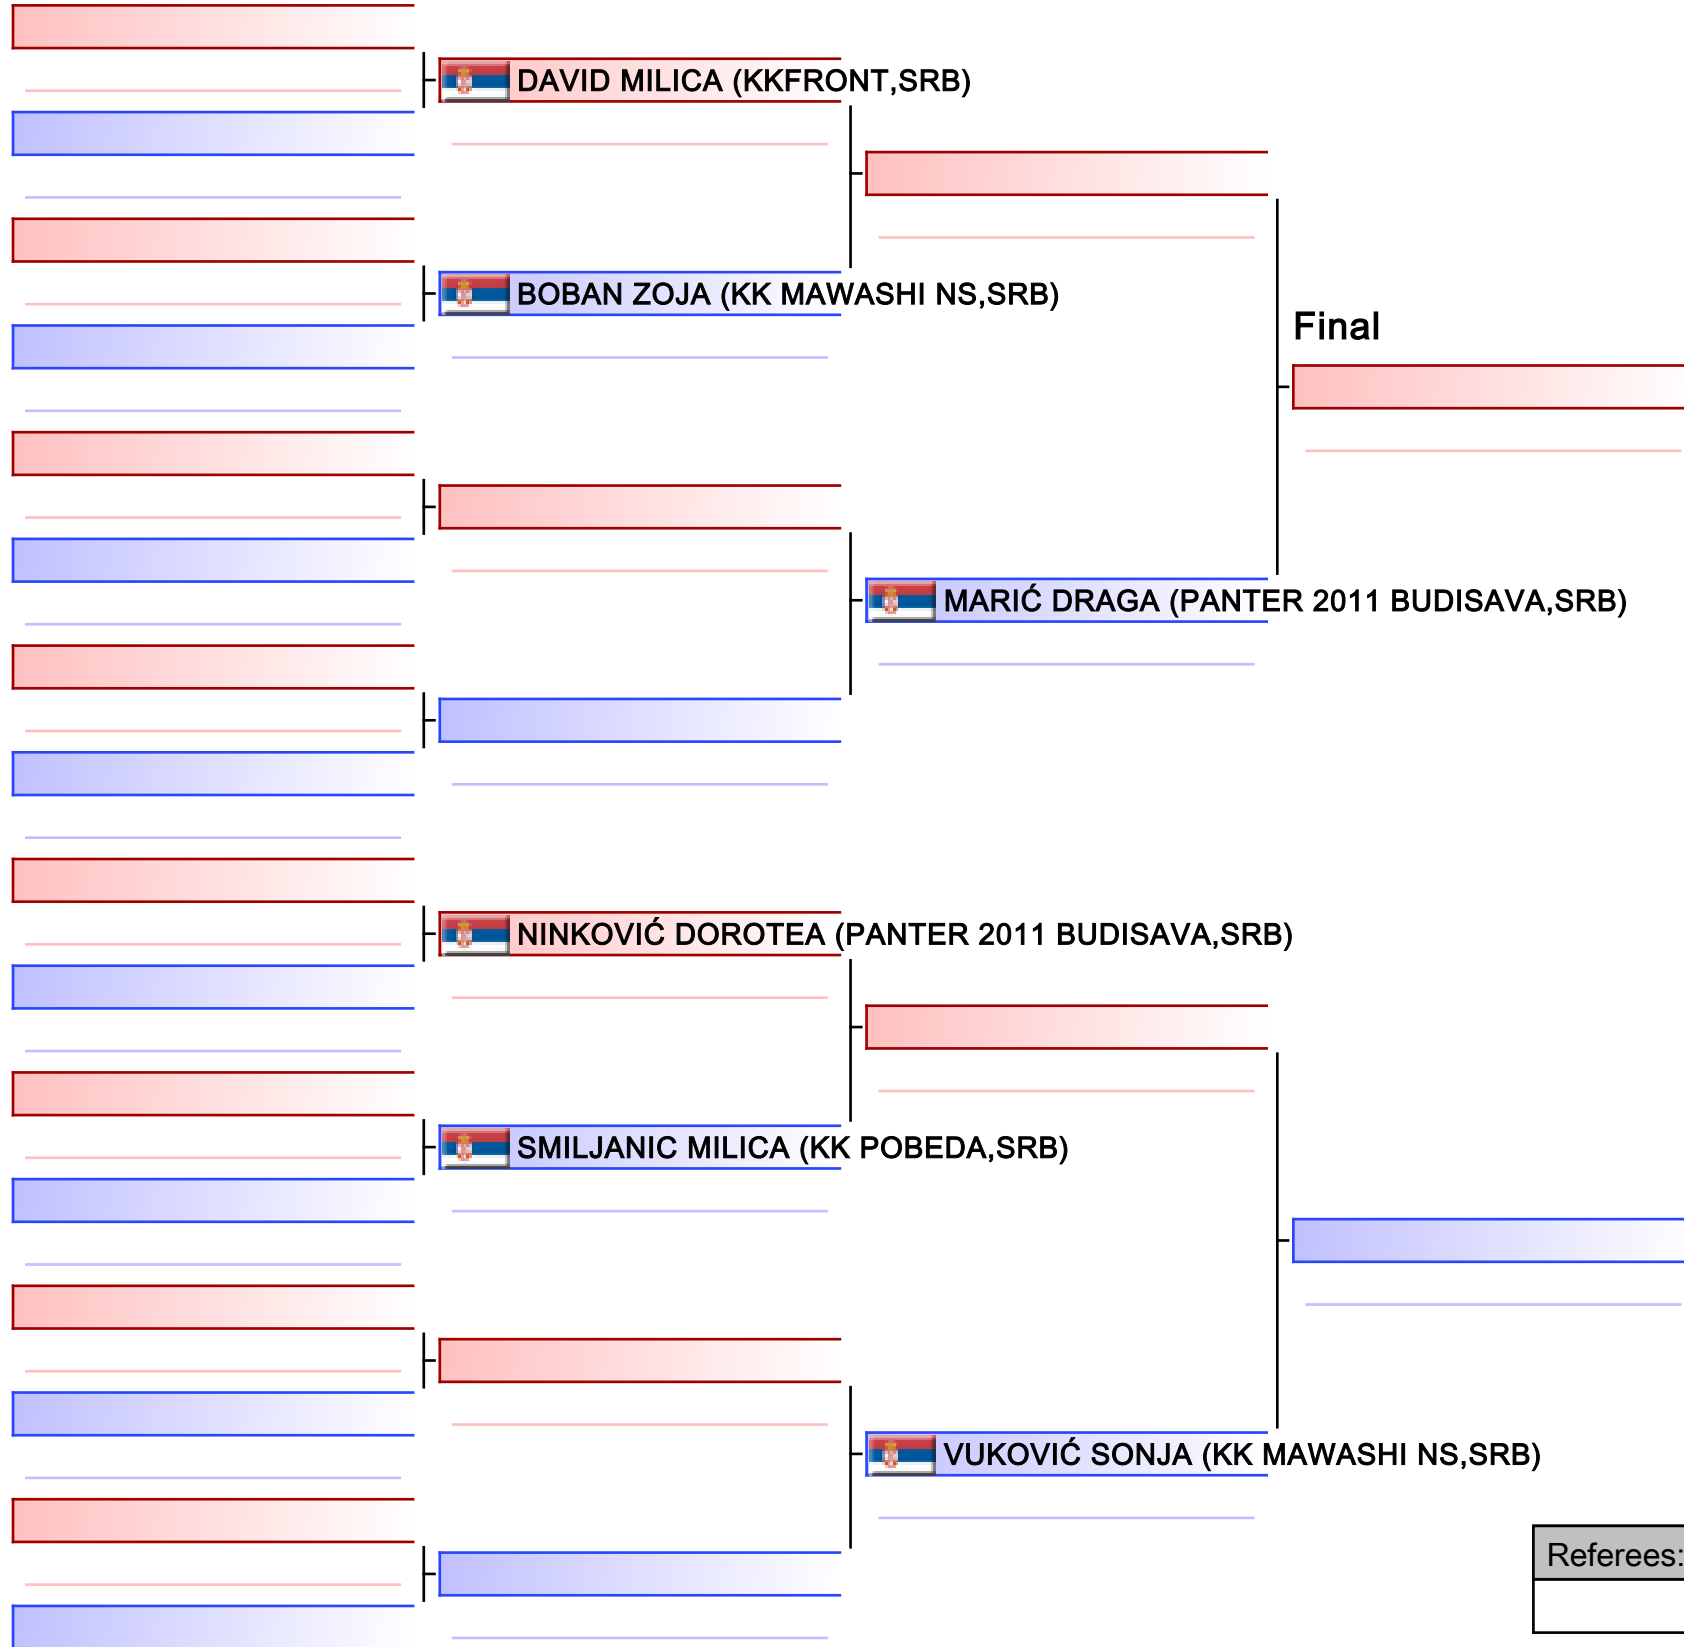 DAVID MILICA (KKFRONT,SRB)
BOBAN ZOJA (KK MAWASHI NS,SRB)
Final
MARIĆ DRAGA (PANTER 2011 BUDISAVA,SRB)
NINKOVIĆ DOROTEA (PANTER 2011 BUDISAVA,SRB)
SMILJANIC MILICA (KK POBEDA,SRB)
VUKOVIĆ SONJA (KK MAWASHI NS,SRB)
Referees: